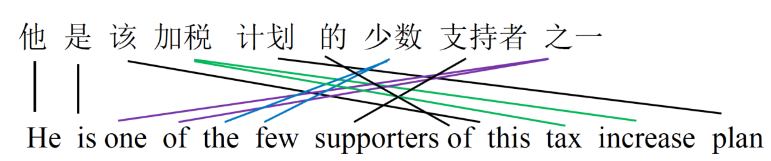 他 是 该 加税 计划 的 少数 支持者 之一
He is one of the few supporters of this tax increase plan